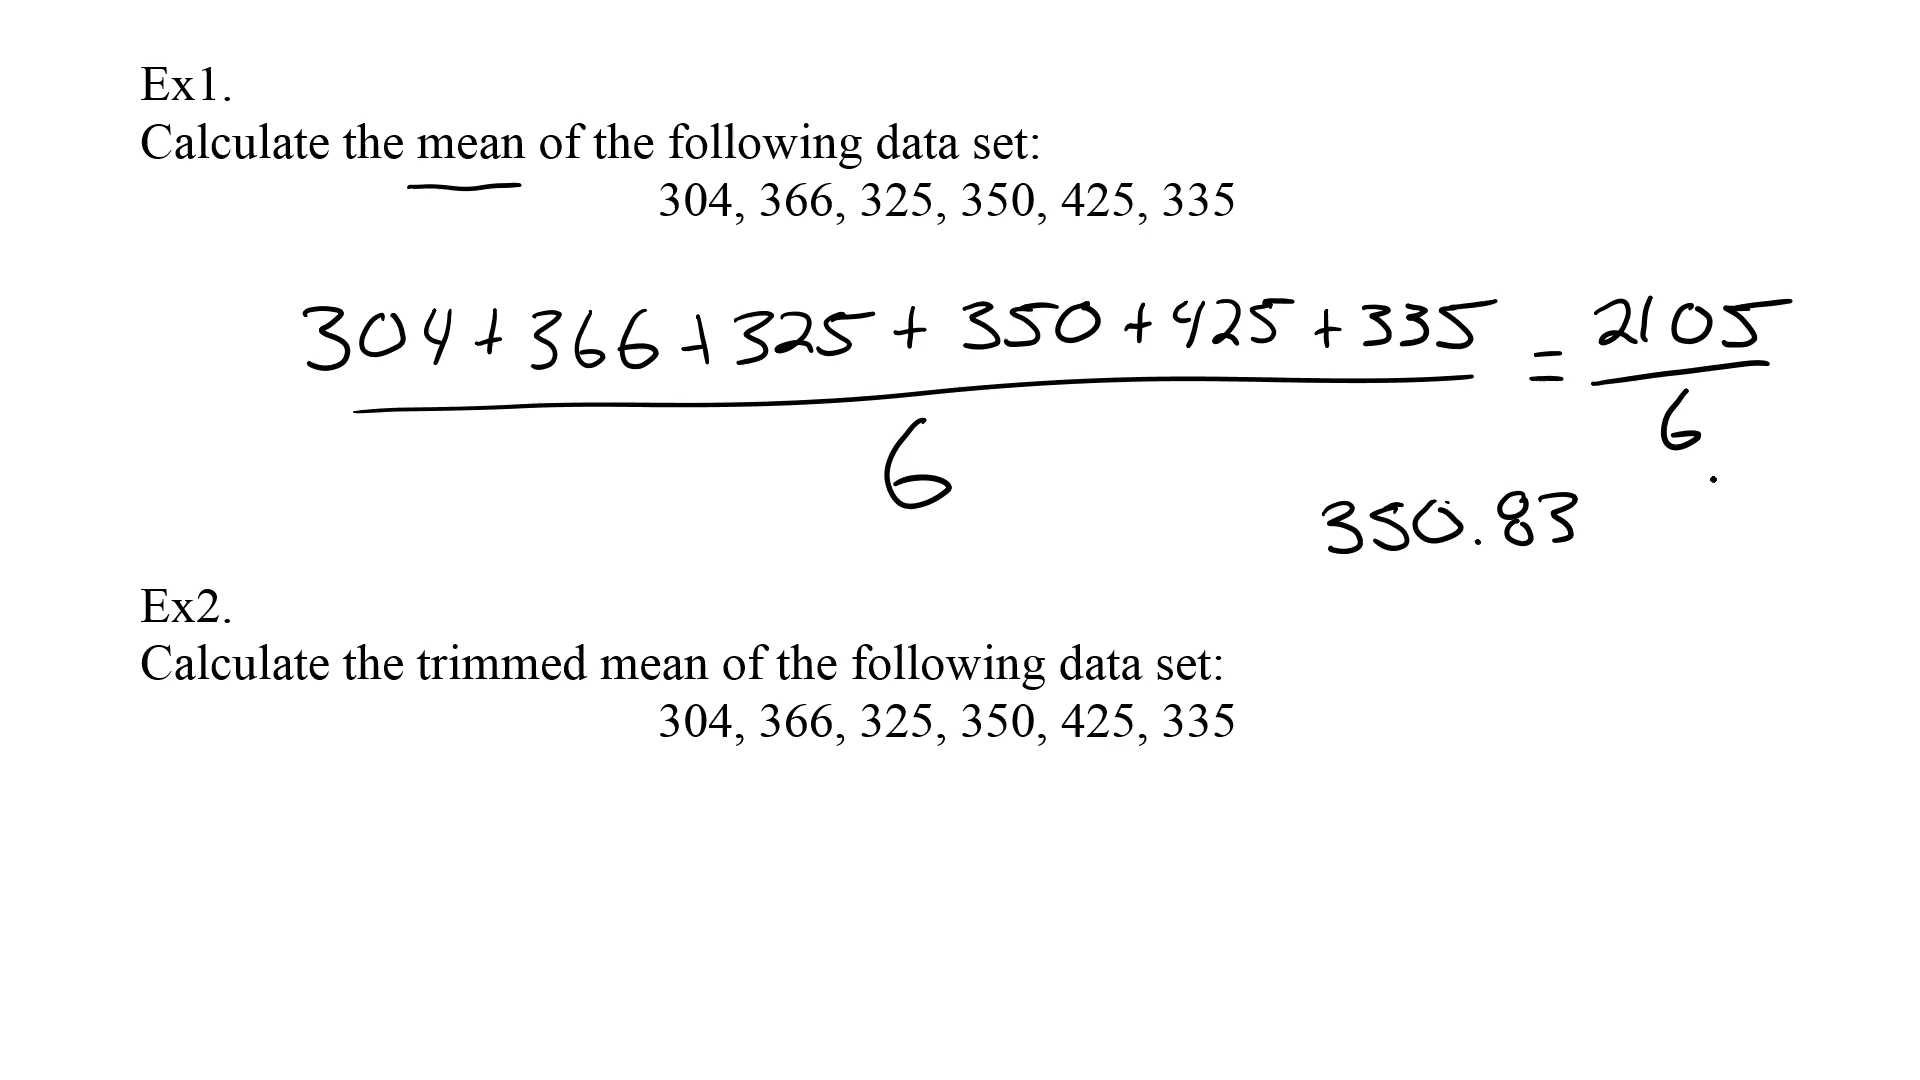 Ex1.
Calculate the mean of the following data set:
304, 366, 325, 350, 425, 335
304+366+325+350+425+335 = 2105
6 6
350.83
Ex2.
Calculate the trimmed mean of the following data set:
304, 366, 325, 350, 425, 335